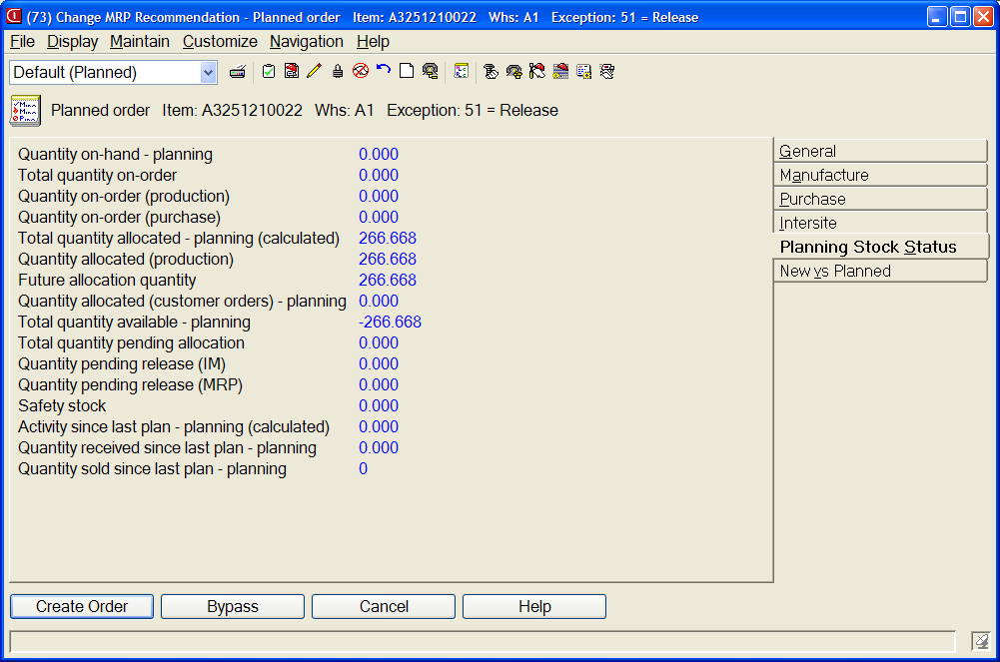 (73) Change MRP Recommendation - Planned order   Item: A3251210022   Whs: A1   Exception: 51 = Release
File   Display   Maintain   Customize   Navigation   Help
Default (Planned)
Planned order   Item: A3251210022   Whs: A1   Exception: 51 = Release
Quantity on-hand - planning   0.000
Total quantity on-order   0.000
Quantity on-order (production)   0.000
Quantity on-order (purchase)   0.000
Total quantity allocated - planning (calculated)   266.668
Quantity allocated (production)   266.668
Future allocation quantity   266.668
Quantity allocated (customer orders) - planning   0.000
Total quantity available - planning   -266.668
Total quantity pending allocation   0.000
Quantity pending release (IM)   0.000
Quantity pending release (MRP)   0.000
Safety stock   0.000
Activity since last plan - planning (calculated)   0.000
Quantity received since last plan - planning   0.000
Quantity sold since last plan - planning   0
General
Manufacture
Purchase
Intersite
Planning Stock Status
New vs Planned
Create Order   Bypass   Cancel   Help